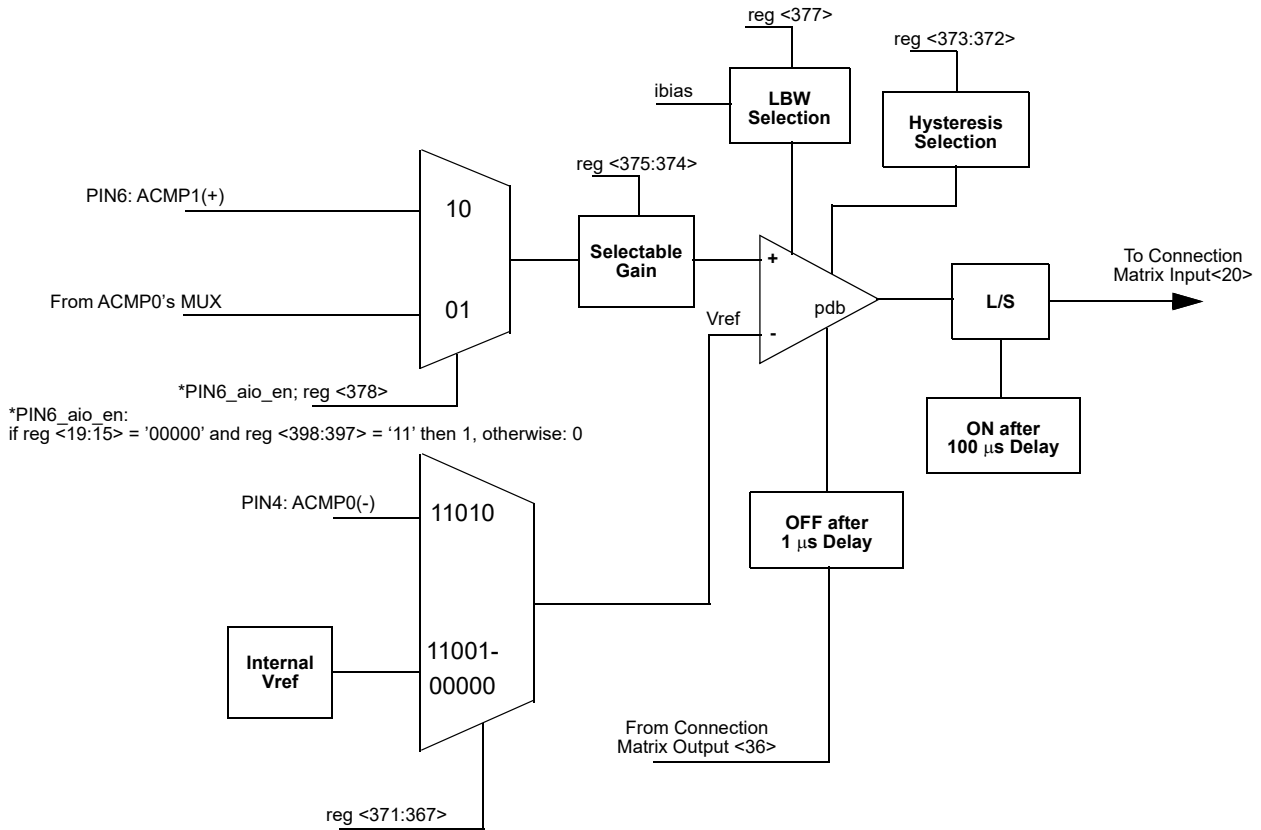 reg <377>
reg <373:372>
ibias
LBW
Selection
Hysteresis
Selection
reg <375:374>
PIN6: ACMP1(+)
10
Selectable
Gain
+
To Connection
Matrix Input<20>
From ACMP0's MUX
01
Vref
pdb
-
L/S
*PIN6_aio_en; reg <378>
*PIN6_aio_en:
if reg <19:15> = ’00000’ and reg <398:397> = ‘11’ then 1, otherwise: 0
ON after
100 μs Delay
PIN4: ACMP0(-)
11010
OFF after
1 μs Delay
Internal
Vref
11001-
00000
From Connection
Matrix Output <36>
reg <371:367>